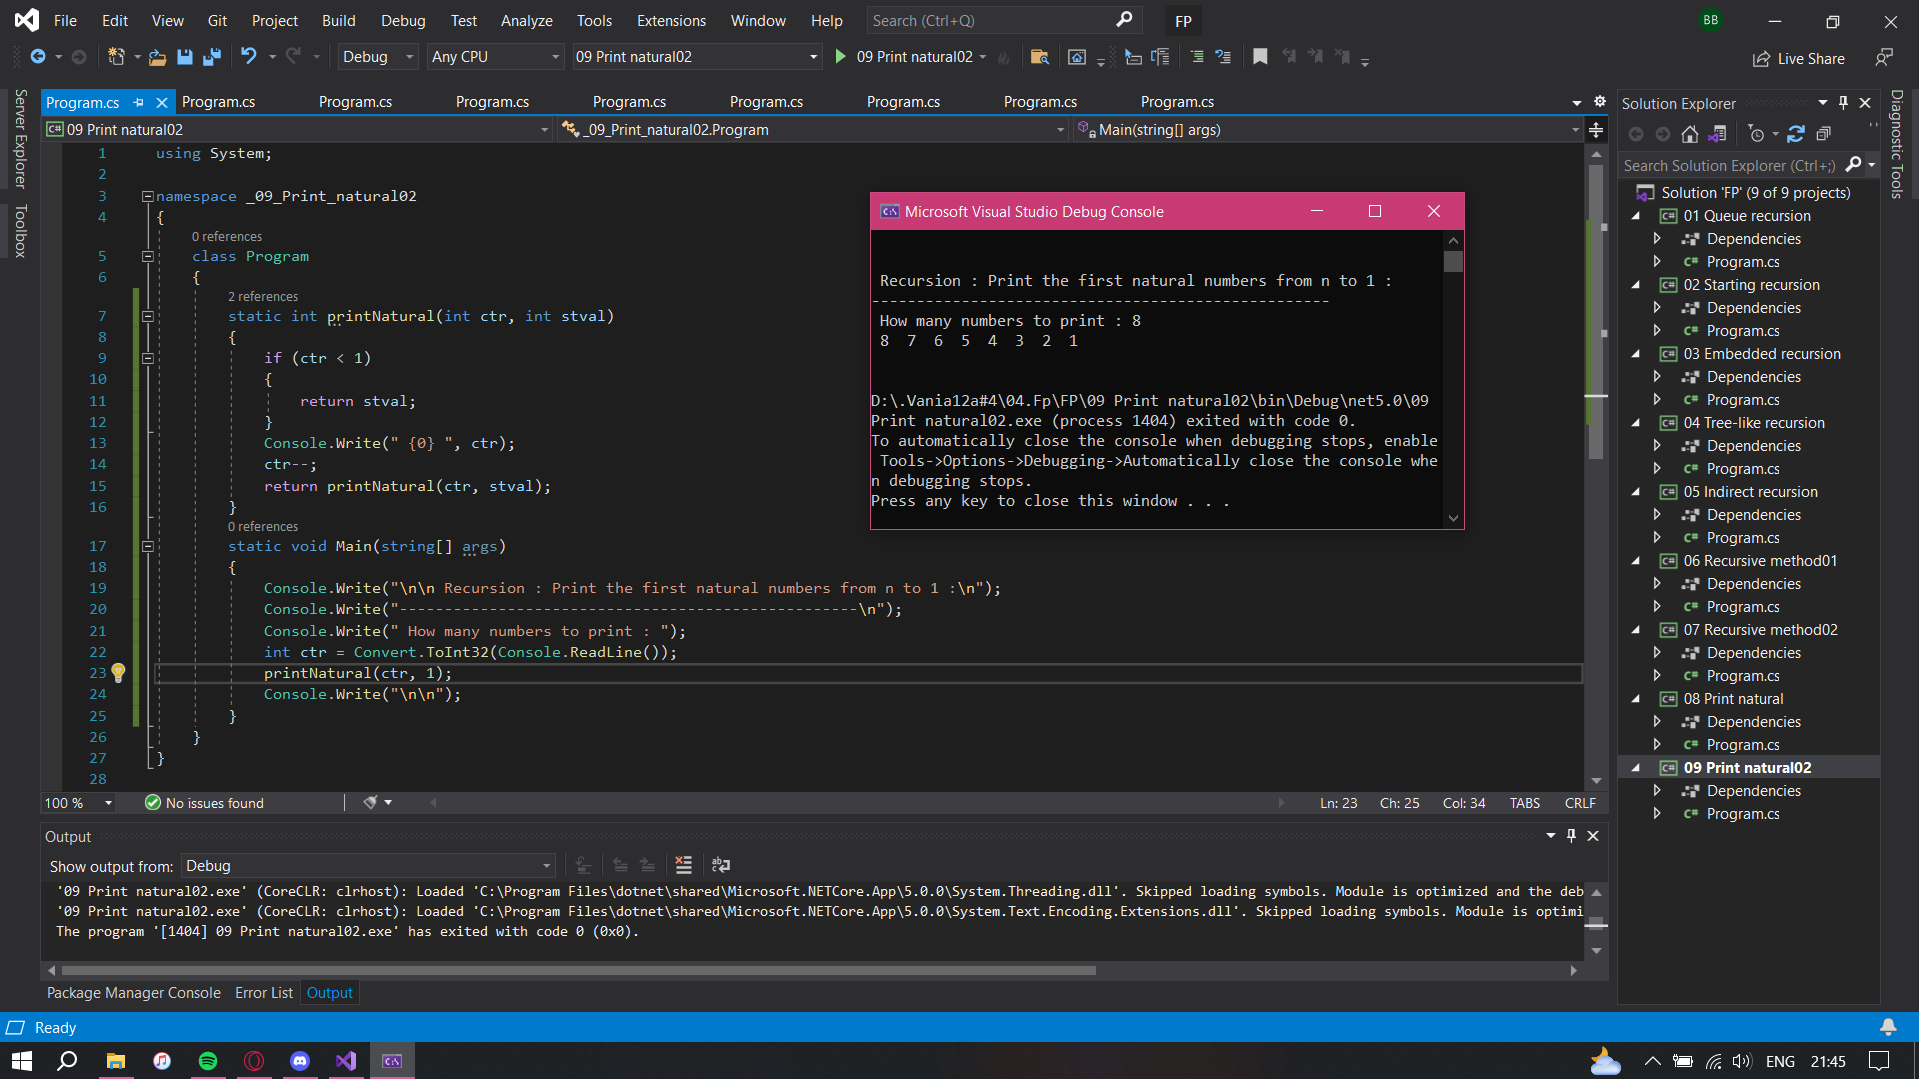 File Edit View Git Project Build Debug Test Analyze Tools Extensions Window Help Search (Ctrl+Q) FP BB
Debug Any CPU 09 Print natural02 09 Print natural02 Live Share
Server Explorer
Toolbox
Program.cs Program.cs Program.cs Program.cs Program.cs Program.cs Program.cs Program.cs Program.cs
C# 09 Print natural02 _09_Print_natural02.Program Main(string[] args)
1 using System;
2
3 namespace _09_Print_natural02
4 {
0 references
5 class Program
6 {
2 references
7 static int printNatural(int ctr, int stval)
8 {
9 if (ctr < 1)
10 {
11 return stval;
12 }
13 Console.Write(" {0} ", ctr);
14 ctr--;
15 return printNatural(ctr, stval);
16 }
0 references
17 static void Main(string[] args)
18 {
19 Console.Write("\n\n Recursion : Print the first natural numbers from n to 1 :\n");
20 Console.Write("---------------------------------------------------\n");
21 Console.Write(" How many numbers to print : ");
22 int ctr = Convert.ToInt32(Console.ReadLine());
23 printNatural(ctr, 1);
24 Console.Write("\n\n");
25 }
26 }
27 }
28
100 % No issues found Ln: 23 Ch: 25 Col: 34 TABS CRLF
Microsoft Visual Studio Debug Console
Recursion : Print the first natural numbers from n to 1 :
---------------------------------------------------
How many numbers to print : 8
8 7 6 5 4 3 2 1
D:\.Vania12a#4\04.Fp\FP\09 Print natural02\bin\Debug\net5.0\09
Print natural02.exe (process 1404) exited with code 0.
To automatically close the console when debugging stops, enable
Tools->Options->Debugging->Automatically close the console whe
n debugging stops.
Press any key to close this window . . .
Output
Show output from: Debug
'09 Print natural02.exe' (CoreCLR: clrhost): Loaded 'C:\Program Files\dotnet\shared\Microsoft.NETCore.App\5.0.0\System.Threading.dll'. Skipped loading symbols. Module is optimized and the deb
'09 Print natural02.exe' (CoreCLR: clrhost): Loaded 'C:\Program Files\dotnet\shared\Microsoft.NETCore.App\5.0.0\System.Text.Encoding.Extensions.dll'. Skipped loading symbols. Module is optimi
The program '[1404] 09 Print natural02.exe' has exited with code 0 (0x0).
Package Manager Console Error List Output
Solution Explorer
Search Solution Explorer (Ctrl+;)
Solution 'FP' (9 of 9 projects)
C# 01 Queue recursion
Dependencies
C# Program.cs
C# 02 Starting recursion
Dependencies
C# Program.cs
C# 03 Embedded recursion
Dependencies
C# Program.cs
C# 04 Tree-like recursion
Dependencies
C# Program.cs
C# 05 Indirect recursion
Dependencies
C# Program.cs
C# 06 Recursive method01
Dependencies
C# Program.cs
C# 07 Recursive method02
Dependencies
C# Program.cs
C# 08 Print natural
Dependencies
C# Program.cs
C# 09 Print natural02
Dependencies
C# Program.cs
Diagnostic Tools
Ready
ENG 21:45